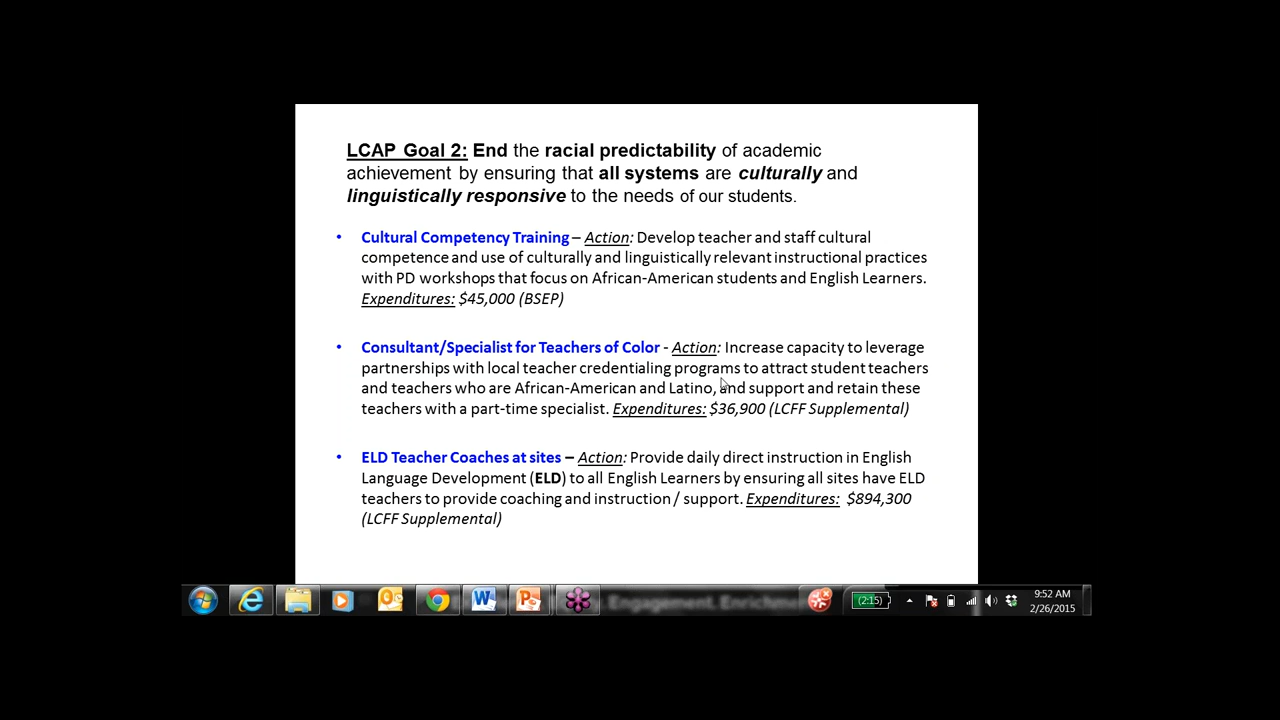 LCAP Goal 2: End the racial predictability of academic
achievement by ensuring that all systems are culturally and
linguistically responsive to the needs of our students.
• Cultural Competency Training – Action: Develop teacher and staff cultural
competence and use of culturally and linguistically relevant instructional practices
with PD workshops that focus on African-American students and English Learners.
Expenditures: $45,000 (BSEP)
• Consultant/Specialist for Teachers of Color - Action: Increase capacity to leverage
partnerships with local teacher credentialing programs to attract student teachers
and teachers who are African-American and Latino, and support and retain these
teachers with a part-time specialist. Expenditures: $36,900 (LCFF Supplemental)
• ELD Teacher Coaches at sites – Action: Provide daily direct instruction in English
Language Development (ELD) to all English Learners by ensuring all sites have ELD
teachers to provide coaching and instruction / support. Expenditures: $894,300
(LCFF Supplemental)
Engagement. Enrichme
(2:15)
9:52 AM
2/26/2015